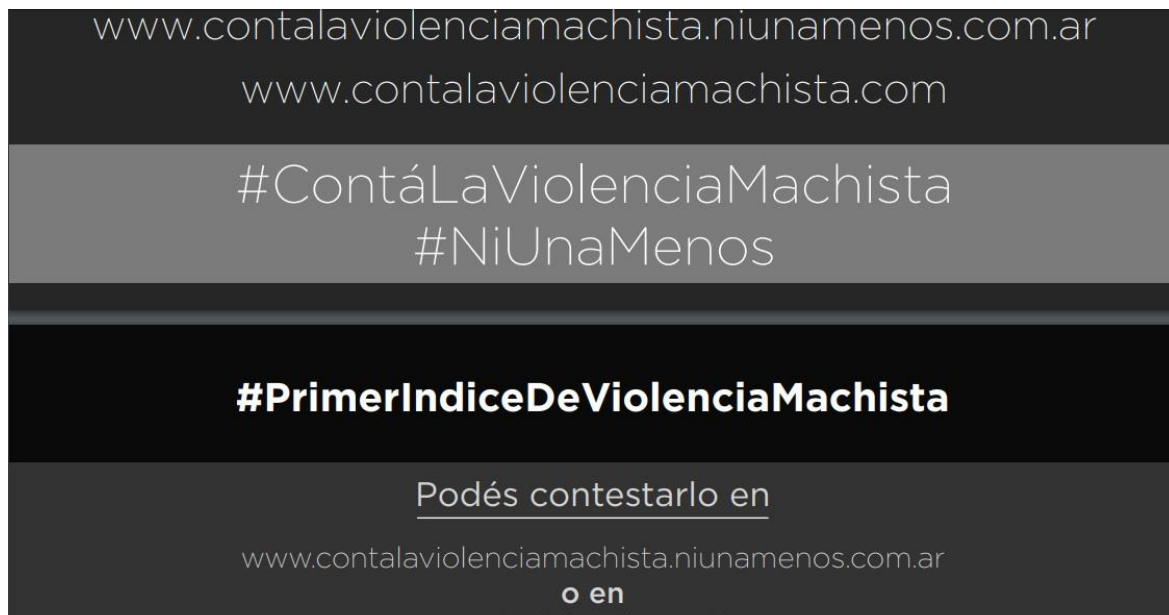 www.contalaviolenciamachista.niunamenos.com.ar
www.contalaviolenciamachista.com
#ContáLaViolenciaMachista
#NiUnaMenos
#PrimerIndiceDeViolenciaMachista
Podés contestarlo en
www.contalaviolenciamachista.niunamenos.com.ar
o en